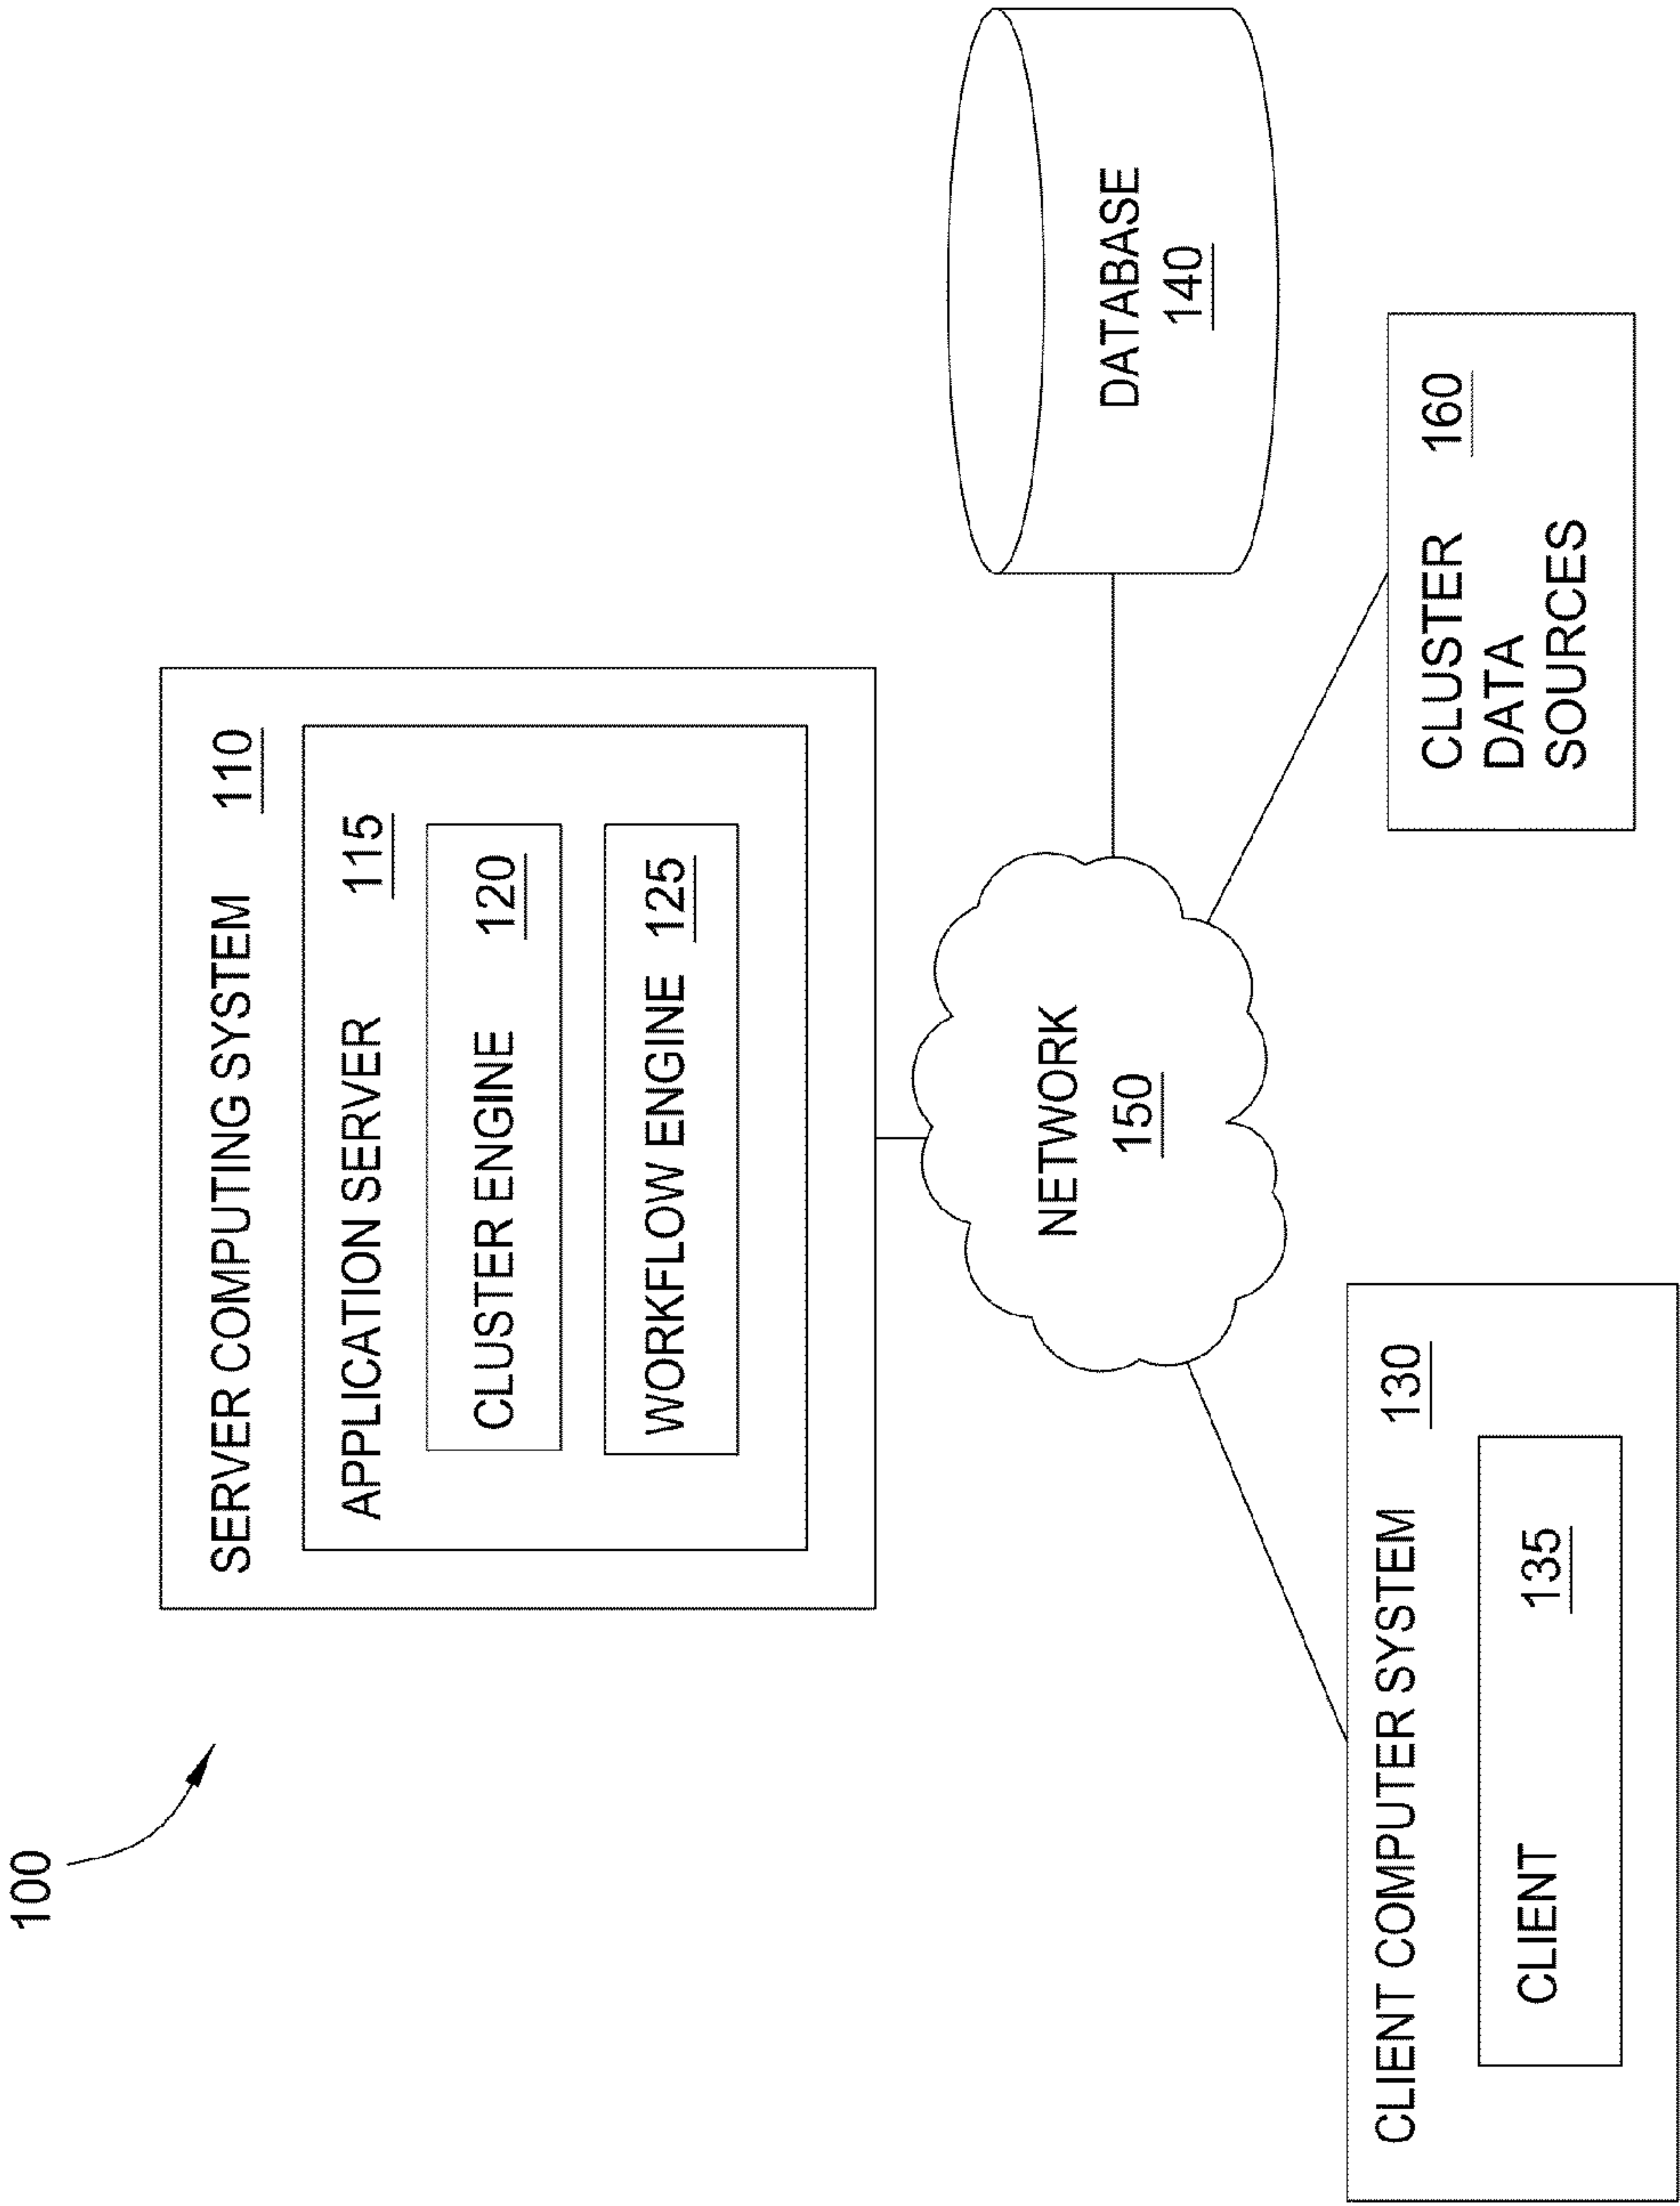 100
SERVER COMPUTING SYSTEM 110
APPLICATION SERVER 115
CLUSTER ENGINE 120
WORKFLOW ENGINE 125
NETWORK
150
DATABASE
140
CLIENT COMPUTER SYSTEM 130
CLIENT 135
CLUSTER 160
DATA
SOURCES